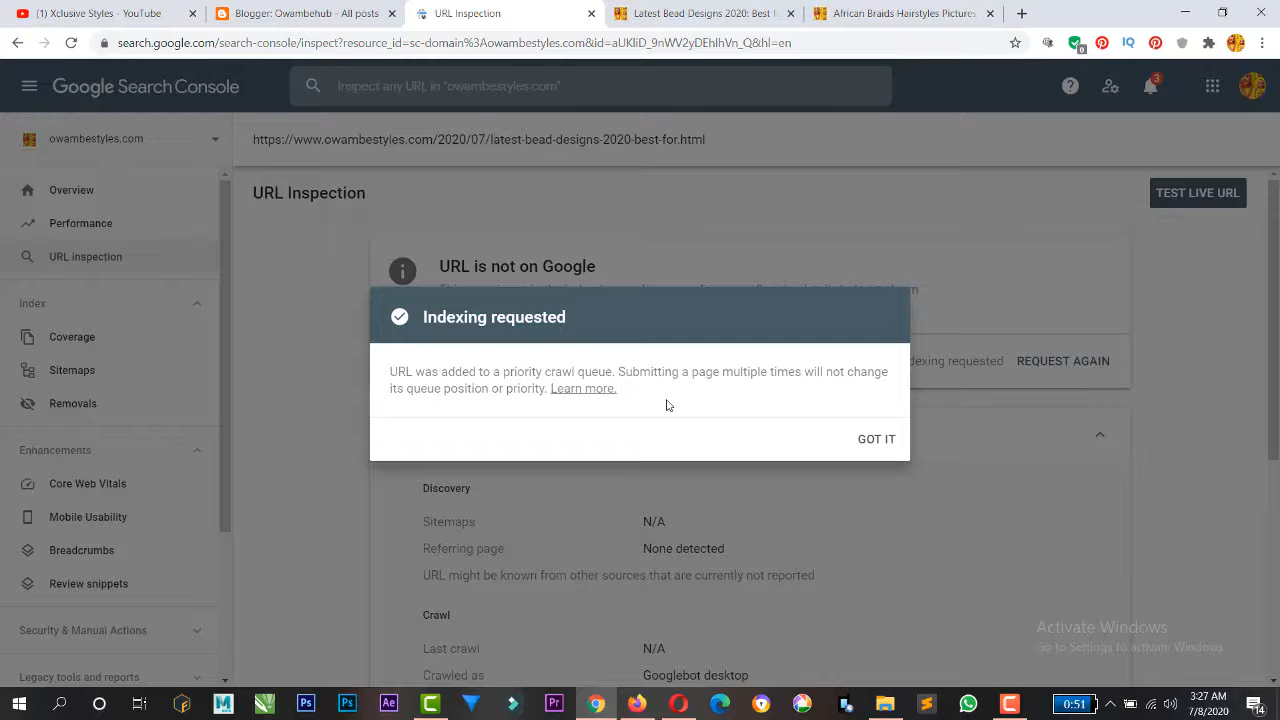 Xclusive Styles - YouTube
Blogger: Owambehub - All posts
URL Inspection
Latest Bead Designs 2020: Best fo
African Braids Hairstyles Pictures
search.google.com/search-console/inspect?resource_id=sc-domain%3Aowambestyles.com&id=aUKliD_9nWV2yDEhlhVn_Q&hl=en
Google Search Console
Inspect any URL in "owambestyles.com"
3
owambestyles.com
https://www.owambestyles.com/2020/07/latest-bead-designs-2020-best-for.html
Overview
Performance
URL inspection
Index
Coverage
Sitemaps
Removals
Enhancements
Core Web Vitals
Mobile Usability
Breadcrumbs
Review snippets
Security & Manual Actions
Legacy tools and reports
URL Inspection
TEST LIVE URL
URL is not on Google
Indexing requested
URL was added to a priority crawl queue. Submitting a page multiple times will not change
its queue position or priority. Learn more.
GOT IT
dexing requested REQUEST AGAIN
Discovery
Sitemaps N/A
Referring page None detected
URL might be known from other sources that are currently not reported
Crawl
Last crawl N/A
Crawled as Googlebot desktop
Activate Windows
Go to Settings to activate Windows.
0:51
3:27 AM
7/8/2020
14